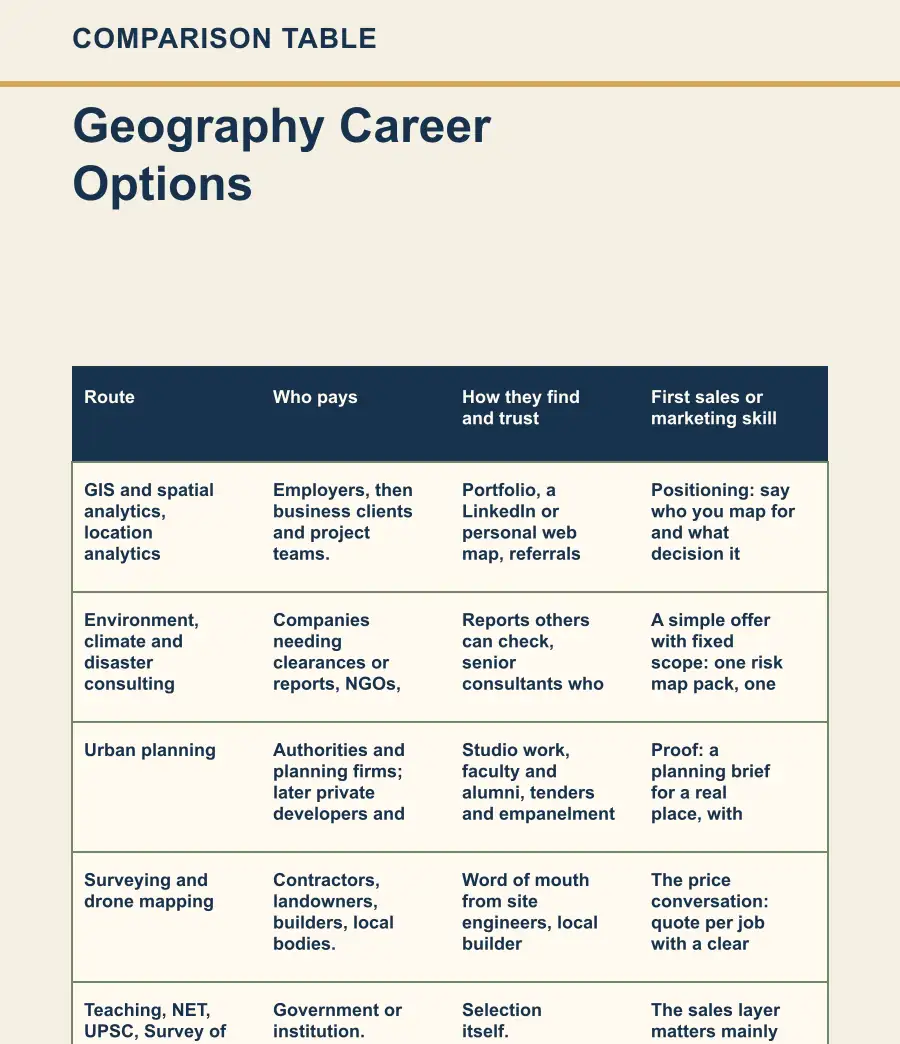 COMPARISON TABLE
Geography Career
Options
Route
Who pays
How they find
and trust
First sales or
marketing skill
GIS and spatial
analytics,
location
analytics
Employers, then
business clients
and project
teams.
Portfolio, a
LinkedIn or
personal web
map, referrals
Positioning: say
who you map for
and what
decision it
Environment,
climate and
disaster
consulting
Companies
needing
clearances or
reports, NGOs,
Reports others
can check,
senior
consultants who
A simple offer
with fixed
scope: one risk
map pack, one
Urban planning
Authorities and
planning firms;
later private
developers and
Studio work,
faculty and
alumni, tenders
and empanelment
Proof: a
planning brief
for a real
place, with
Surveying and
drone mapping
Contractors,
landowners,
builders, local
bodies.
Word of mouth
from site
engineers, local
builder
The price
conversation:
quote per job
with a clear
Teaching, NET,
UPSC, Survey of
Government or
institution.
Selection
itself.
The sales layer
matters mainly